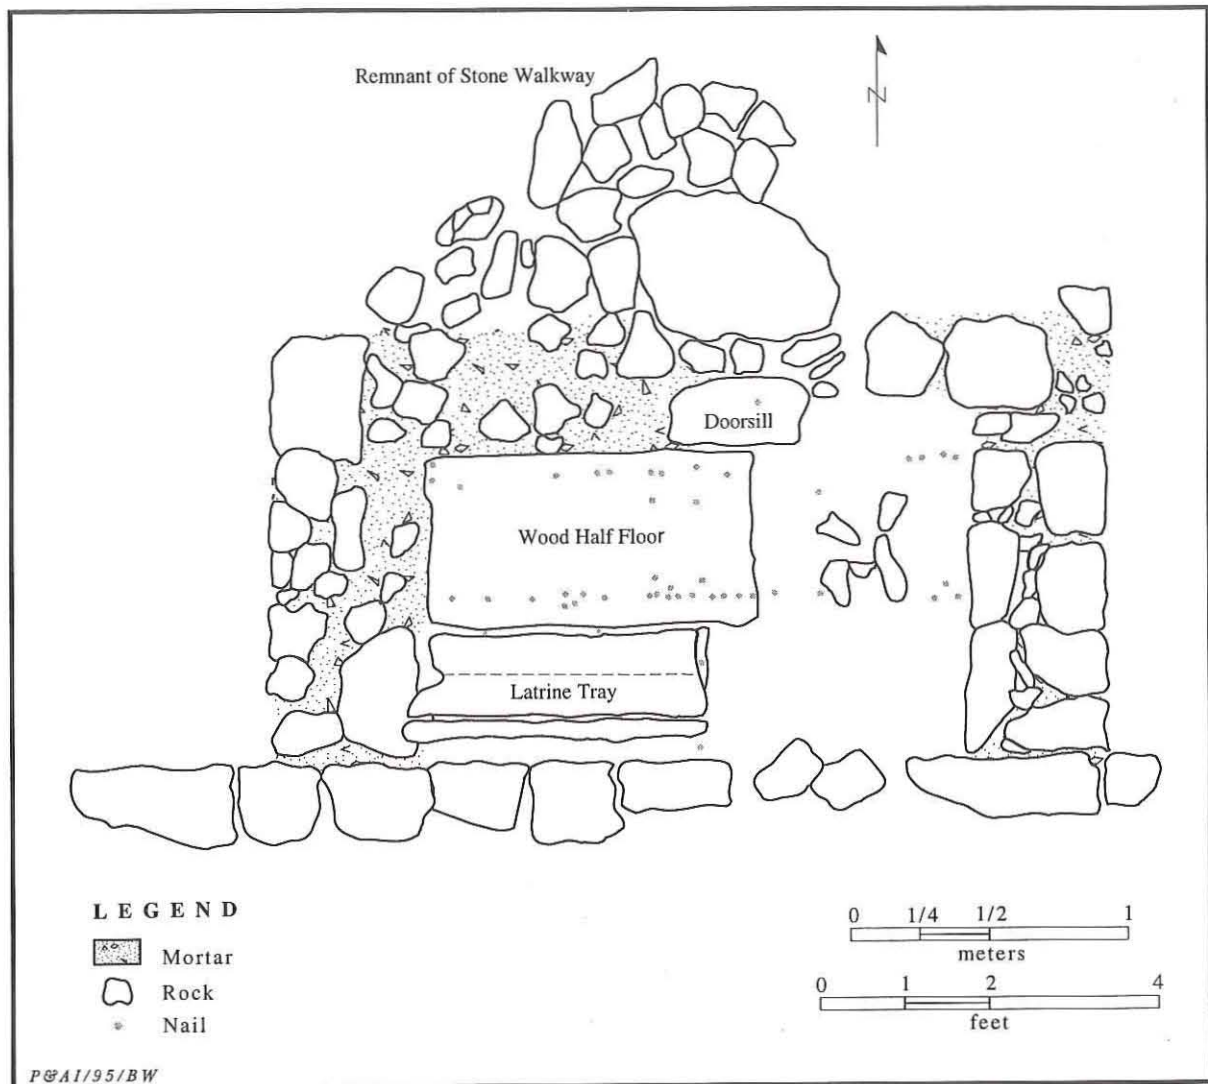 Remnant of Stone Walkway
N
Doorsill
Wood Half Floor
Latrine Tray
LEGEND
Mortar
Rock
Nail
0 1/4 1/2 1
meters
0 1 2 4
feet
P&AI/95/BW